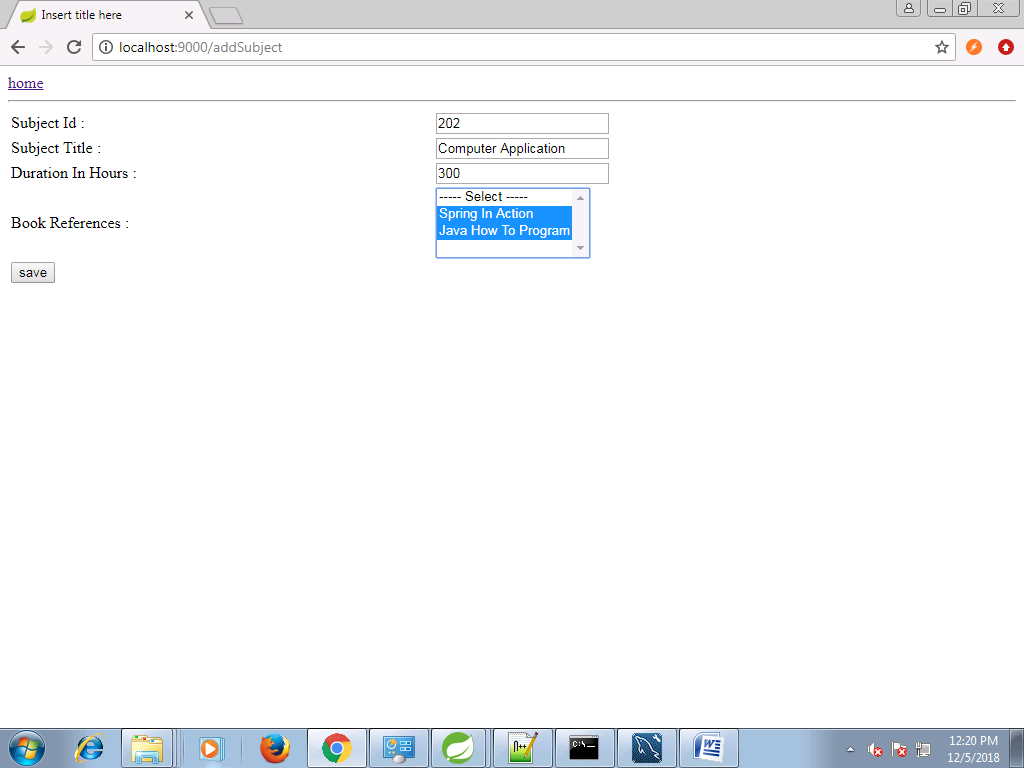 Insert title here
localhost:9000/addSubject
home
Subject Id :
202
Subject Title :
Computer Application
Duration In Hours :
300
Book References :
----- Select -----
Spring In Action
Java How To Program
save
C:\_
N++
W
12:20 PM
12/5/2018